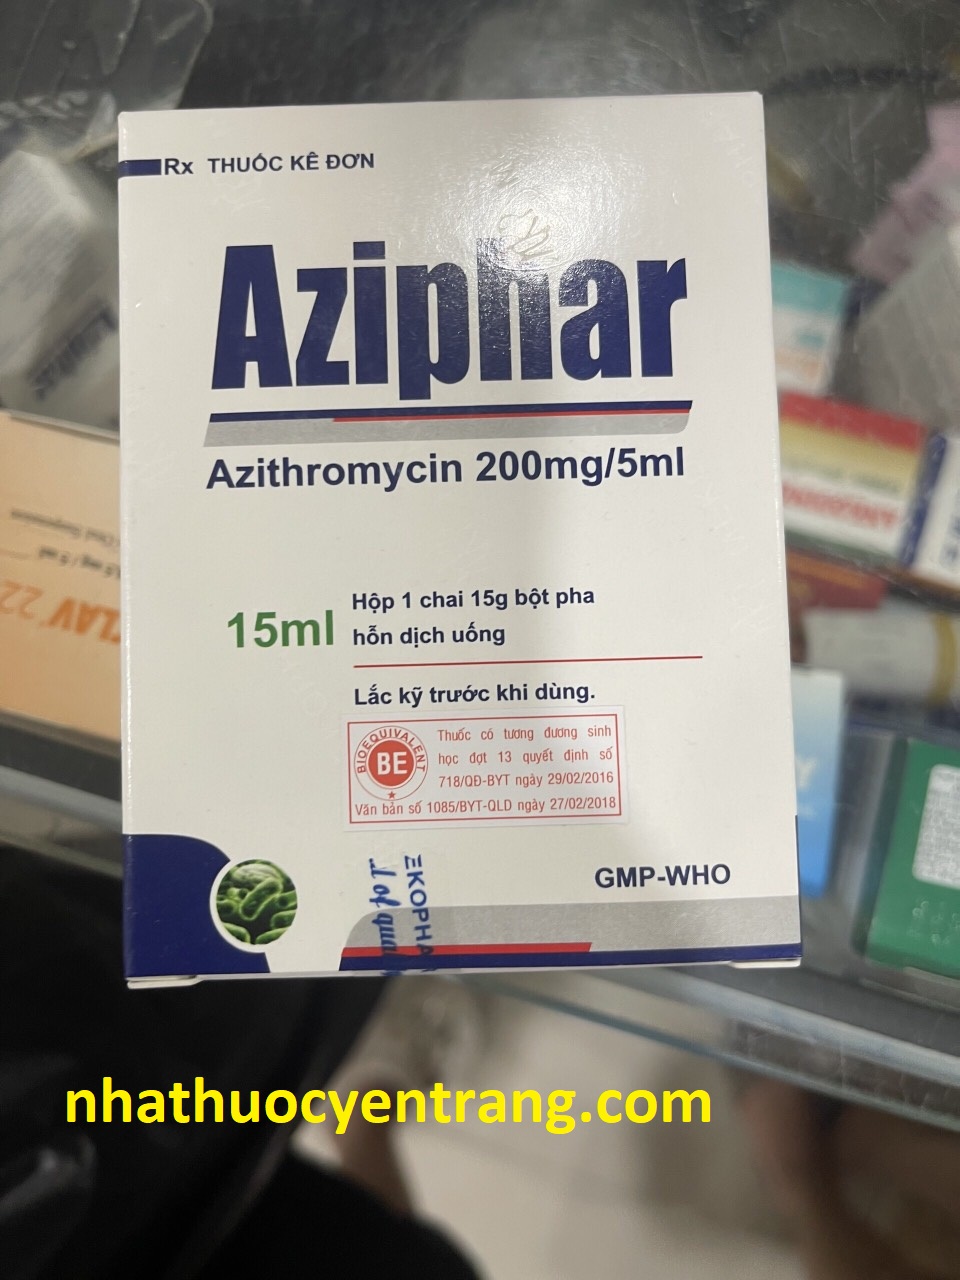 Rx THUỐC KÊ ĐƠN
Aziphar
Azithromycin 200mg/5ml
15ml
Hộp 1 chai 15g bột pha
hỗn dịch uống
Lắc kỹ trước khi dùng.
BIOEQUIVALENT
BE
Thuốc có tương đương sinh
học đợt 13 quyết định số
718/QĐ-BYT ngày 29/02/2016
Văn bản số 1085/BYT-QLD ngày 27/02/2018
GMP-WHO
EKOPHA
of qual
nhathuocyentrang.com